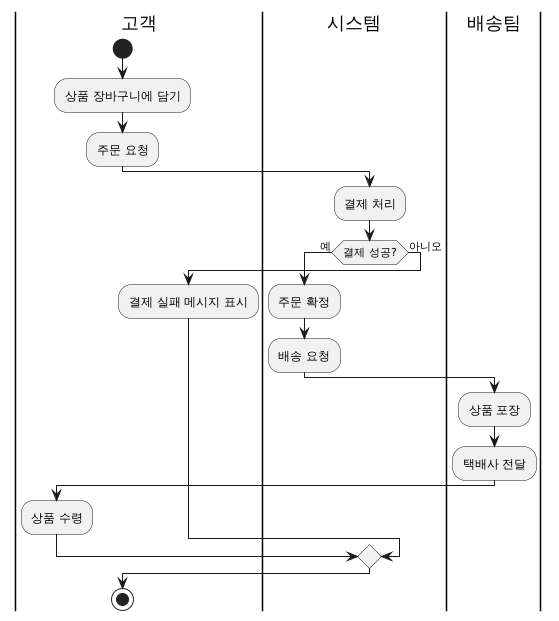 고객
시스템
배송팀
상품 장바구니에 담기
주문 요청
결제 처리
예
결제 성공?
아니오
결제 실패 메시지 표시
주문 확정
배송 요청
상품 포장
택배사 전달
상품 수령